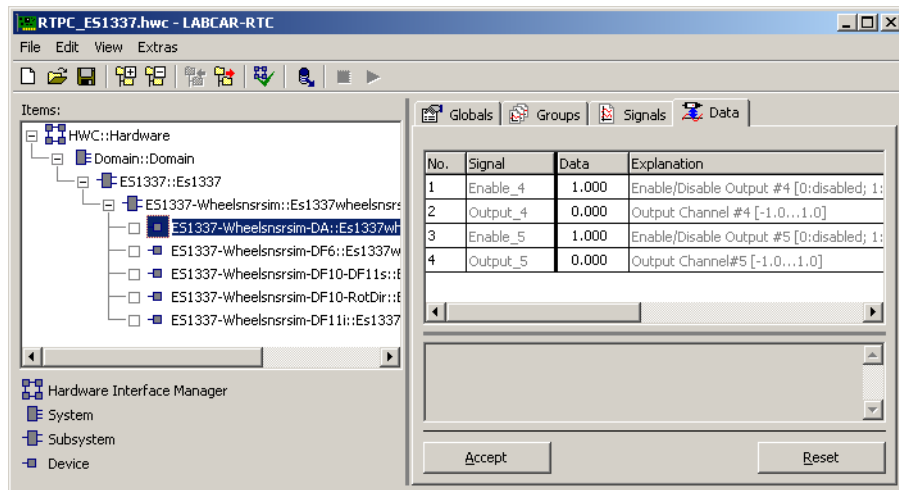 RTPC_ES1337.hwc - LABCAR-RTC
File Edit View Extras
Items:
HWC::Hardware
Domain::Domain
ES1337::Es1337
ES1337-Wheelsnsrsim::Es1337wheelsnsrs
ES1337-Wheelsnsrsim-DA::Es1337wh
ES1337-Wheelsnsrsim-DF6::Es1337w
ES1337-Wheelsnsrsim-DF10-DF11s::E
ES1337-Wheelsnsrsim-DF10-RotDir::E
ES1337-Wheelsnsrsim-DF11i::Es1337
Hardware Interface Manager
System
Subsystem
Device
Globals Groups Signals Data
No. Signal Data Explanation
1 Enable_4 1.000 Enable/Disable Output #4 [0:disabled; 1:
2 Output_4 0.000 Output Channel #4 [-1.0...1.0]
3 Enable_5 1.000 Enable/Disable Output #5 [0:disabled; 1:
4 Output_5 0.000 Output Channel#5 [-1.0...1.0]
Accept Reset